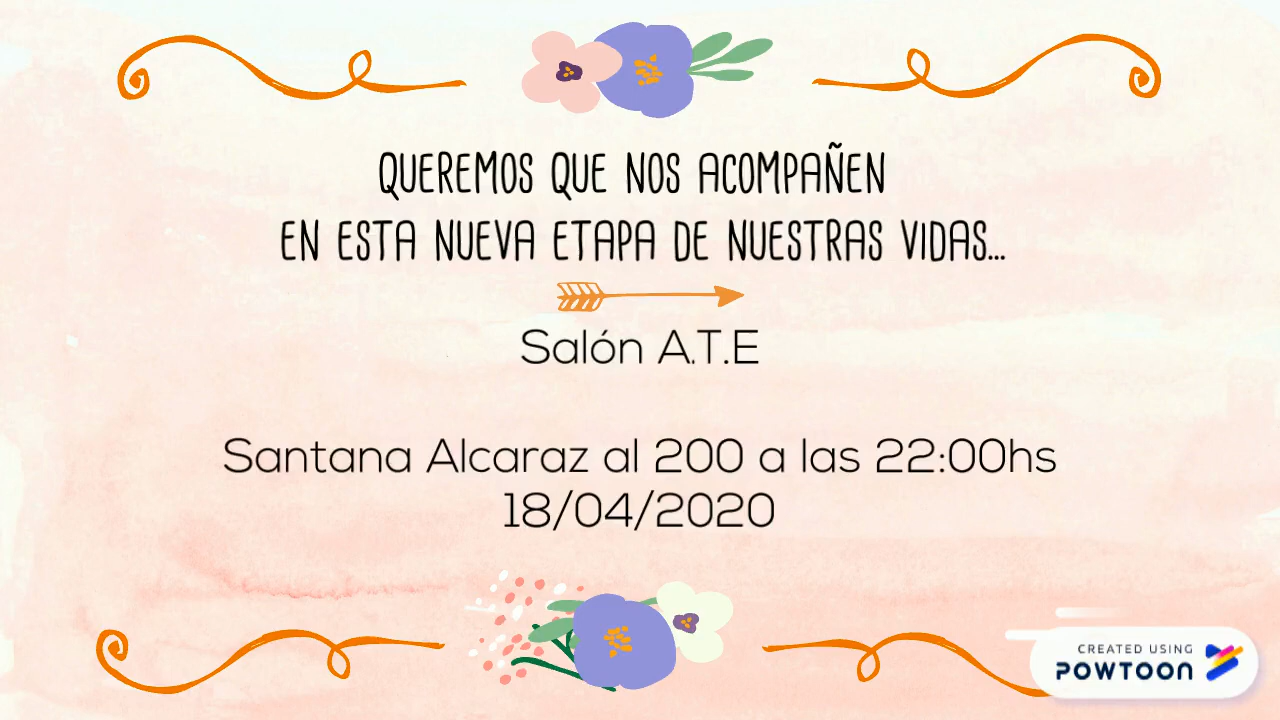 QUEREMOS QUE NOS ACOMPAÑEN
EN ESTA NUEVA ETAPA DE NUESTRAS VIDAS...
Salón A.T.E
Santana Alcaraz al 200 a las 22:00hs
18/04/2020
CREATED USING
POWTOON